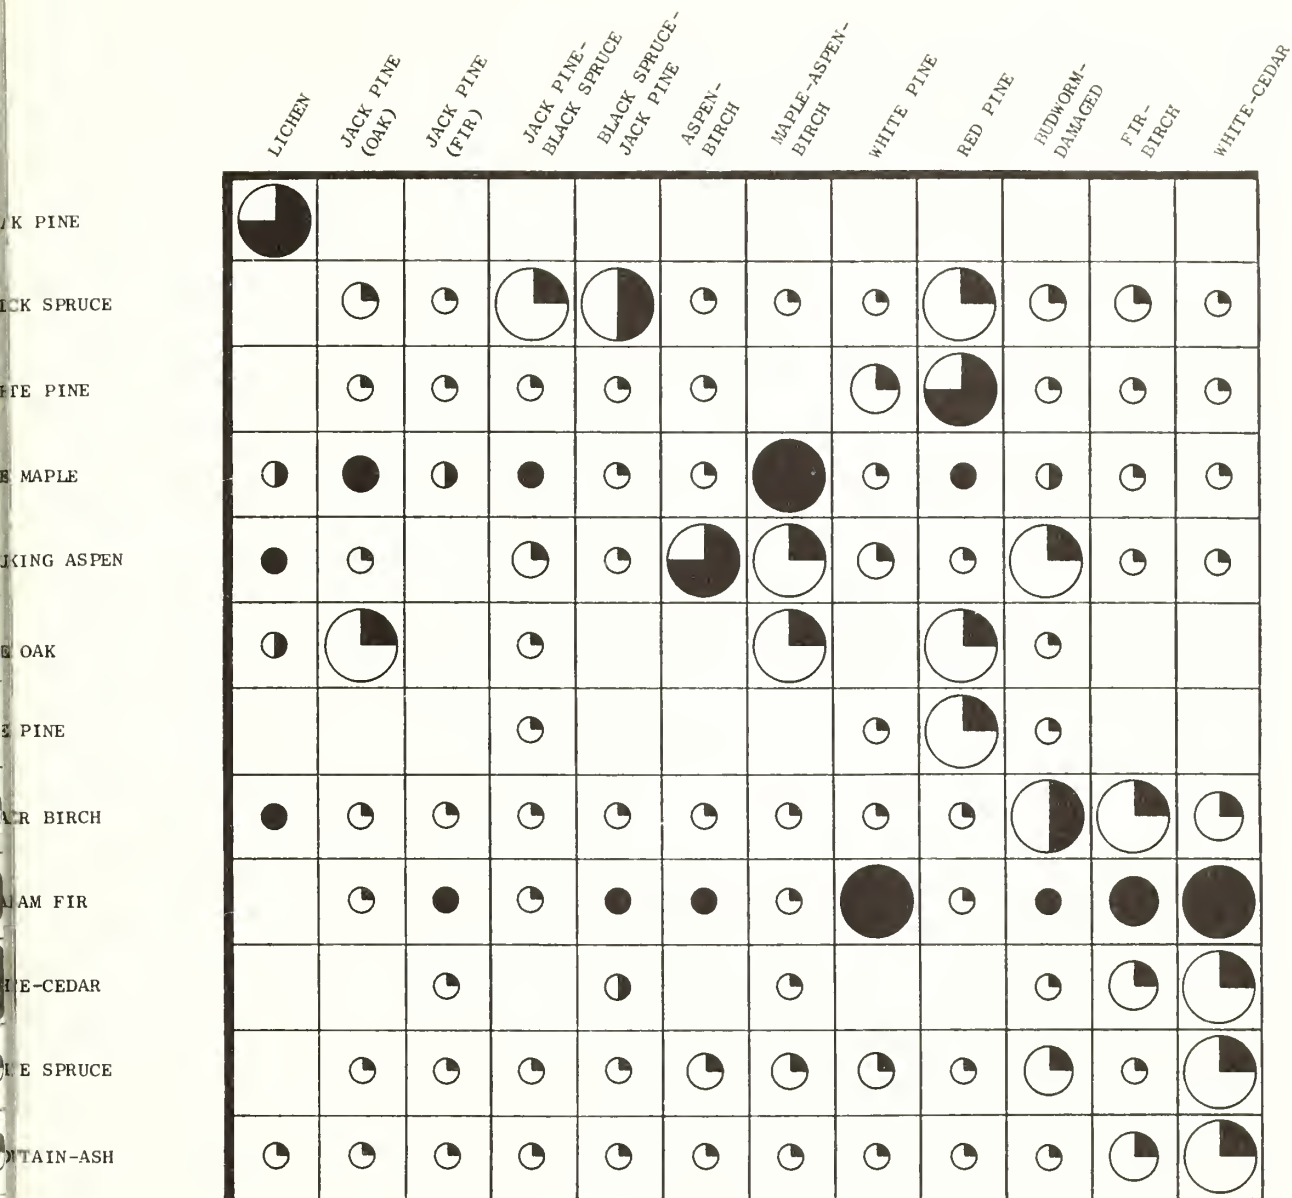 LICHEN
JACK PINE
(OAK)
JACK PINE
(FIR)
JACK PINE-
BLACK SPRUCE
BLACK SPRUCE-
JACK PINE
ASPEN-
BIRCH
MAPLE-ASPEN-
BIRCH
WHITE PINE
RED PINE
BUDWORM-
DAMAGED
FIR-
BIRCH
WHITE-CEDAR
K PINE
CK SPRUCE
TE PINE
MAPLE
KING ASPEN
OAK
PINE
R BIRCH
AM FIR
E-CEDAR
E SPRUCE
TAIN-ASH